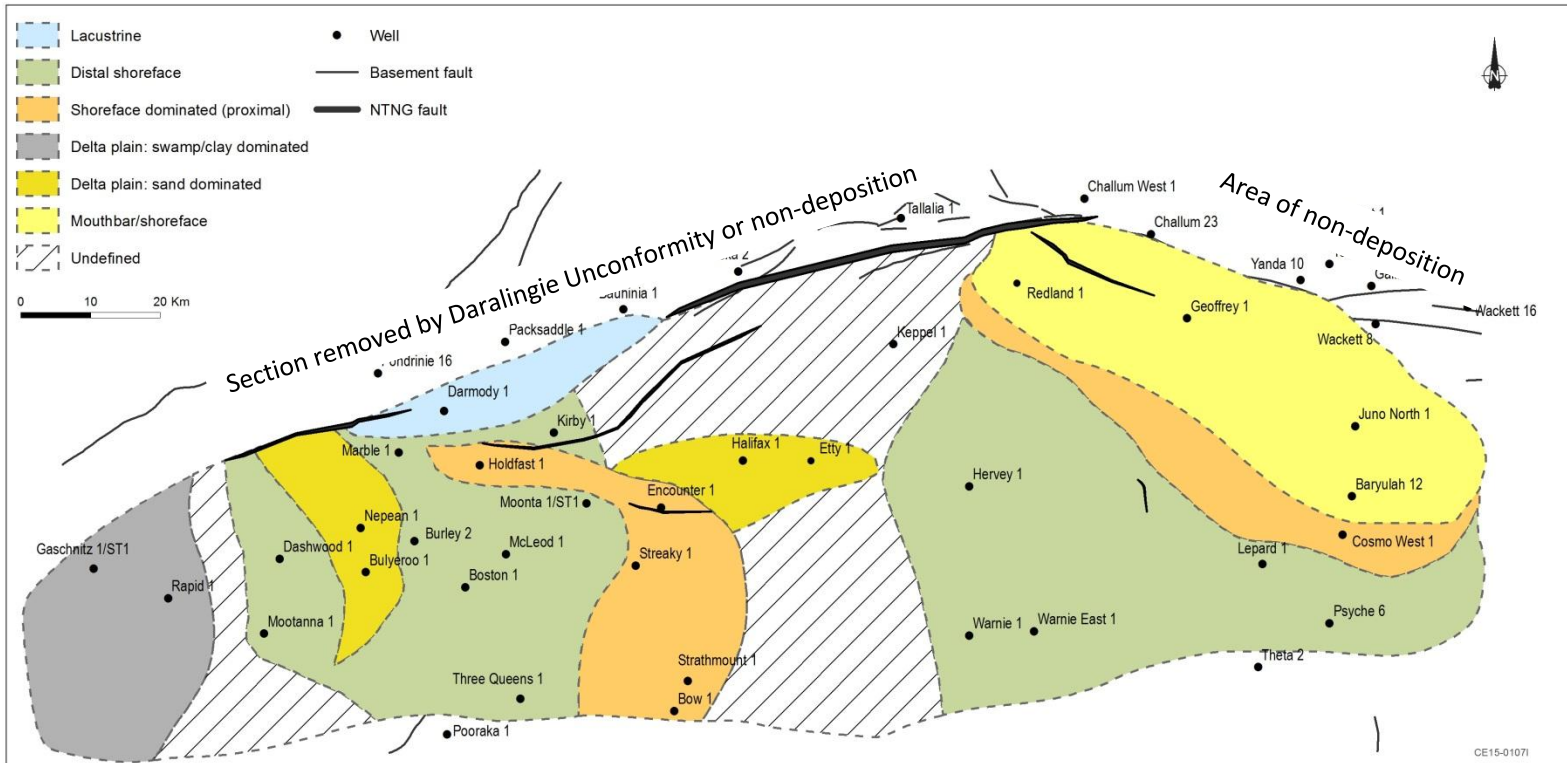 Lacustrine
Distal shoreface
Shoreface dominated (proximal)
Delta plain: swamp/clay dominated
Delta plain: sand dominated
Mouthbar/shoreface
Undefined
Well
Basement fault
NTNG fault
0 10 20 Km
N
Section removed by Daralingie Unconformity or non-deposition
Area of non-deposition
Challum West 1
Tallalia 1
Challum 23
Yanda 10
Wackett 16
Redland 1
Geoffrey 1
Packsaddle 1
Keppel 1
Wackett 8
Darmody 1
Juno North 1
Kirby 1
Marble 1
Halifax 1
Etty 1
Holdfast 1
Hervey 1
Encounter 1
Baryulah 12
Moonta 1/ST1
Nepean 1
Burley 2
Cosmo West 1
Gaschnitz 1/ST1
Dashwood 1
McLeod 1
Streaky 1
Lepard 1
Bulyeroo 1
Rapid 1
Boston 1
Mootanna 1
Warnie 1
Warnie East 1
Psyche 6
Strathmount 1
Theta 2
Three Queens 1
Bow 1
Pooraka 1
CE15-0107I